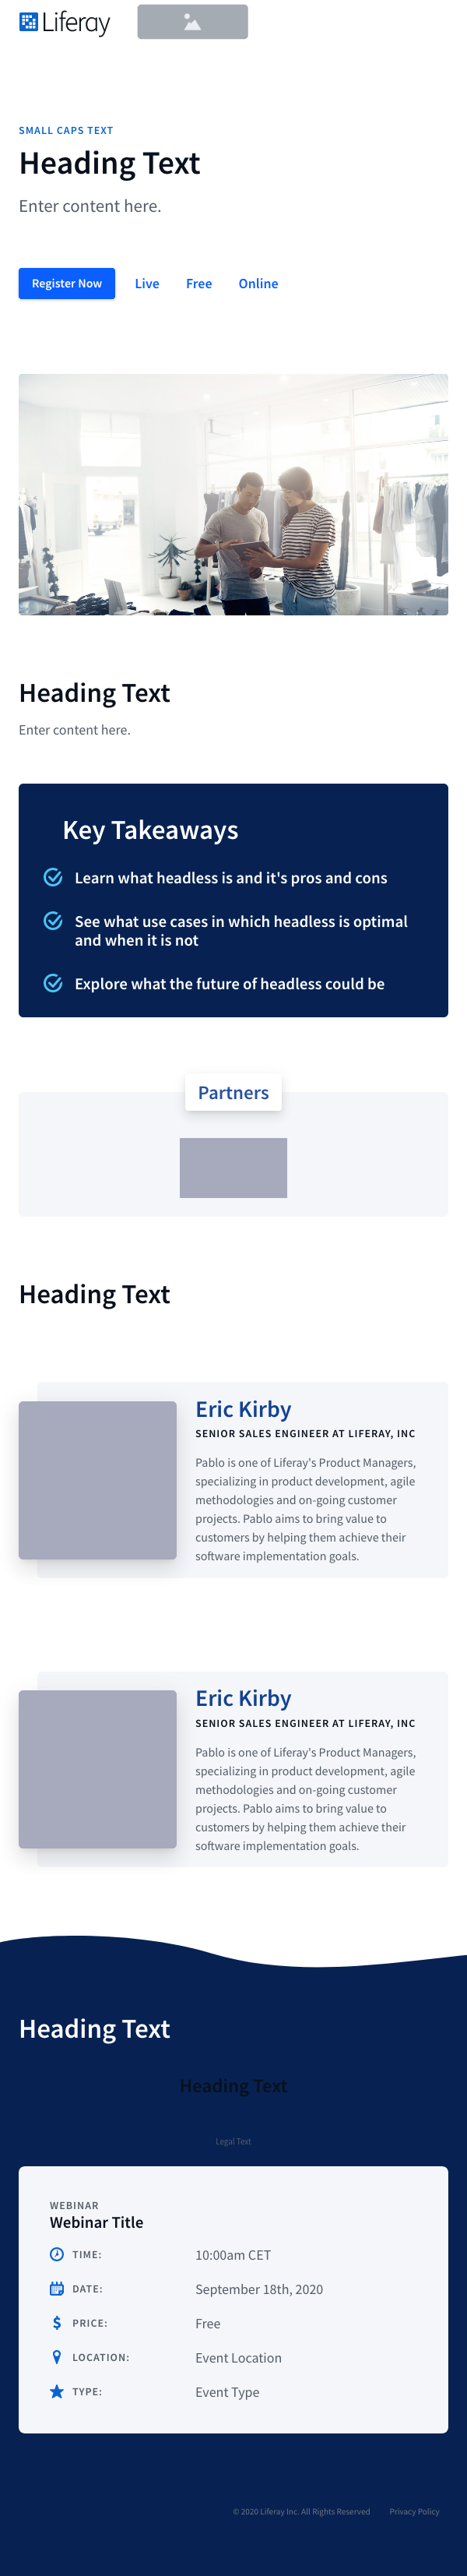 Liferay
SMALL CAPS TEXT
Heading Text
Enter content here.
Register Now
Live
Free
Online
Heading Text
Enter content here.
Key Takeaways
Learn what headless is and it's pros and cons
See what use cases in which headless is optimal
and when it is not
Explore what the future of headless could be
Partners
Heading Text
Eric Kirby
SENIOR SALES ENGINEER AT LIFERAY, INC
Pablo is one of Liferay's Product Managers,
specializing in product development, agile
methodologies and on-going customer
projects. Pablo aims to bring value to
customers by helping them achieve their
software implementation goals.
Eric Kirby
SENIOR SALES ENGINEER AT LIFERAY, INC
Pablo is one of Liferay's Product Managers,
specializing in product development, agile
methodologies and on-going customer
projects. Pablo aims to bring value to
customers by helping them achieve their
software implementation goals.
Heading Text
Heading Text
Legal Text
WEBINAR
Webinar Title
TIME: 10:00am CET
DATE: September 18th, 2020
PRICE: Free
LOCATION: Event Location
TYPE: Event Type
© 2020 Liferay Inc. All Rights Reserved Privacy Policy